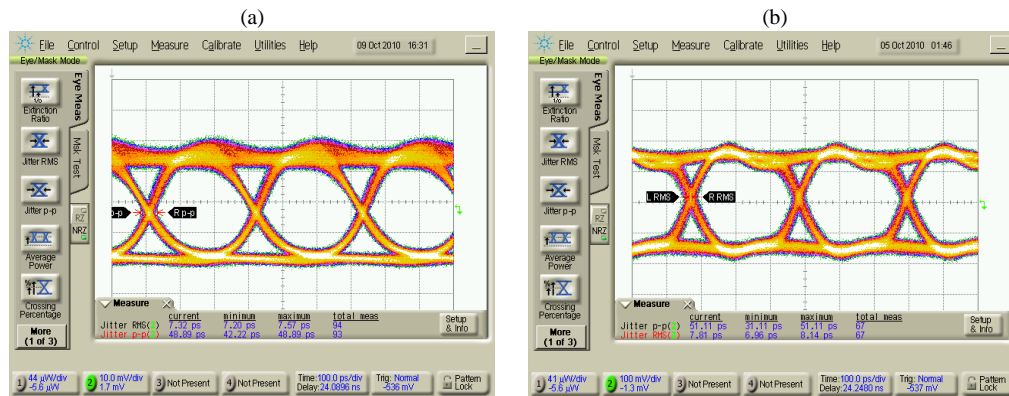 (a)
File Control Setup Measure Calibrate Utilities Help 09 Oct 2010 16:31
Eye/Mask Mode
Extinction
Ratio
Jitter RMS
Jitter p-p
Average
Power
Crossing
Percentage
More
(1 of 3)
Eye Meas
Msk Test
RZ
NRZ
R p-p
Measure
current minimum maximum total meas
Jitter RMS(2) 7.32 ps 7.20 ps 7.57 ps 94
Jitter p-p(2) 48.89 ps 42.22 ps 48.89 ps 93
Setup
& Info
1) 44 µW/div
-5.6 µW
2) 10.0 mV/div
1.7 mV
3) Not Present
4) Not Present
Time:100.0 ps/div
Delay:24.0896 ns
Trig: Normal
-536 mV
Pattern
Lock
(b)
File Control Setup Measure Calibrate Utilities Help 05 Oct 2010 01:46
Eye/Mask Mode
Extinction
Ratio
Jitter RMS
Jitter p-p
Average
Power
Crossing
Percentage
More
(1 of 3)
Eye Meas
Msk Test
RZ
NRZ
L RMS R RMS
Measure
current minimum maximum total meas
Jitter p-p(2) 51.11 ps 31.11 ps 51.11 ps 67
Jitter RMS(2) 7.81 ps 6.96 ps 8.14 ps 67
Setup
& Info
1) 41 µW/div
-5.6 µW
2) 100 mV/div
-1.3 mV
3) Not Present
4) Not Present
Time:100.0 ps/div
Delay:24.2480 ns
Trig: Normal
-537 mV
Pattern
Lock